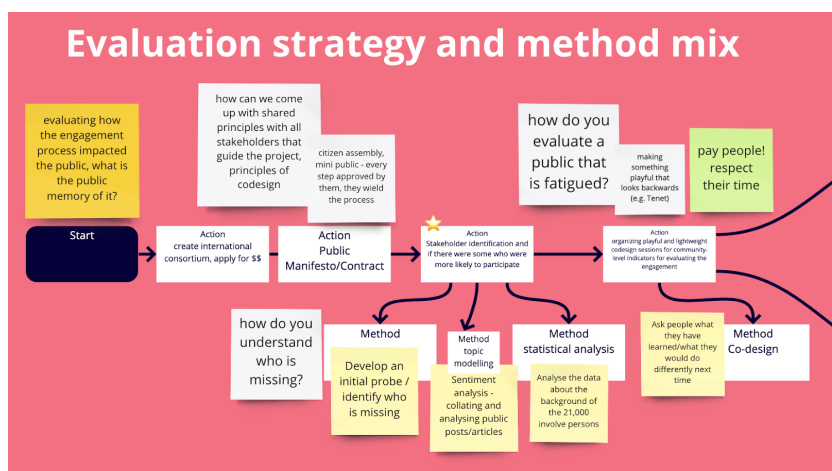 Evaluation strategy and method mix
evaluating how
the engagement
process impacted
the public, what is
the public
memory of it?
how can we come
up with shared
principles with all
stakeholders that
guide the project,
principles of
codesign
citizen assembly,
mini public - every
step approved by
them, they wield
the process
how do you
evaluate a
public that
is fatigued?
making
something
playful that
looks backwards
(e.g. Tenet)
pay people!
respect
their time
Start
Action
create international
consortium, apply for $$
Action
Public
Manifesto/Contract
Action
Stakeholder identification and
if there were some who were
more likely to participate
Action
organizing playful and lightweight
codesign sessions for community-
level indicators for evaluating the
engagement
how do you
understand
who is
missing?
Method
Develop an
initial probe /
identify who
is missing
Method
topic
modelling
Sentiment
analysis -
collating and
analysing public
posts/articles
Method
statistical analysis
Analyse the data
about the
background of
the 21,000
involve persons
Ask people what
they have
learned/what they
would do
differently next
time
Method
Co-design